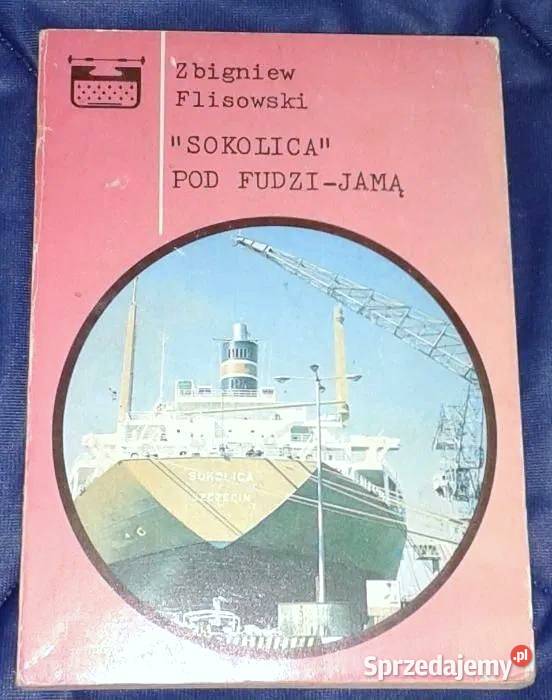 Zbigniew
Flisowski
"SOKOLICA"
POD FUDZI-JAMĄ
SOKOLICA
SZCZECIN
Sprzedajemy.pl